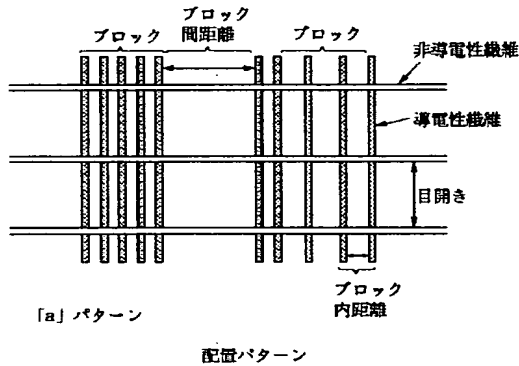 ブロック
ブロック
間距離
ブロック
非導電性繊維
導電性繊維
目開き
ブロック
内距離
「a」パターン
配置パターン